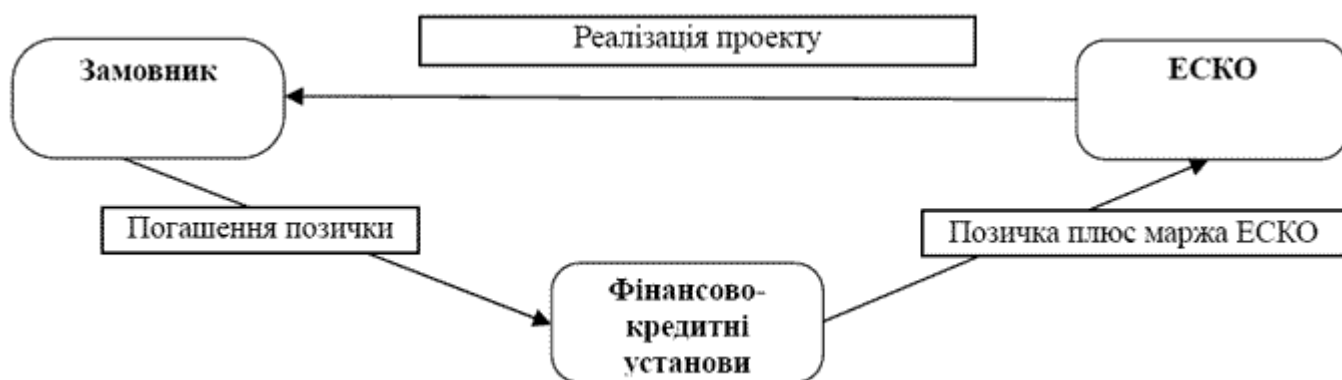 Реалізація проекту
Замовник
ЕСКО
Погашення позички
Позичка плюс маржа ЕСКО
Фінансово-
кредитні
установи